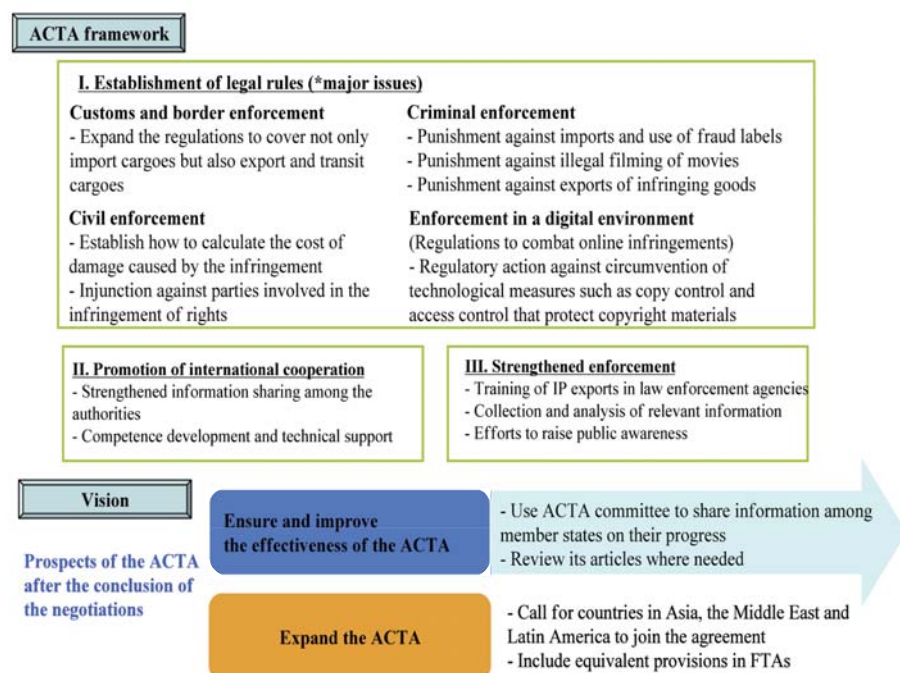 ACTA framework
I. Establishment of legal rules (*major issues)
Customs and border enforcement
- Expand the regulations to cover not only
import cargoes but also export and transit
cargoes
Civil enforcement
- Establish how to calculate the cost of
damage caused by the infringement
- Injunction against parties involved in the
infringement of rights
Criminal enforcement
- Punishment against imports and use of fraud labels
- Punishment against illegal filming of movies
- Punishment against exports of infringing goods
Enforcement in a digital environment
(Regulations to combat online infringements)
- Regulatory action against circumvention of
technological measures such as copy control and
access control that protect copyright materials
II. Promotion of international cooperation
- Strengthened information sharing among the
authorities
- Competence development and technical support
III. Strengthened enforcement
- Training of IP exports in law enforcement agencies
- Collection and analysis of relevant information
- Efforts to raise public awareness
Vision
Prospects of the ACTA
after the conclusion of
the negotiations
Ensure and improve
the effectiveness of the ACTA
- Use ACTA committee to share information among
member states on their progress
- Review its articles where needed
Expand the ACTA
- Call for countries in Asia, the Middle East and
Latin America to join the agreement
- Include equivalent provisions in FTAs